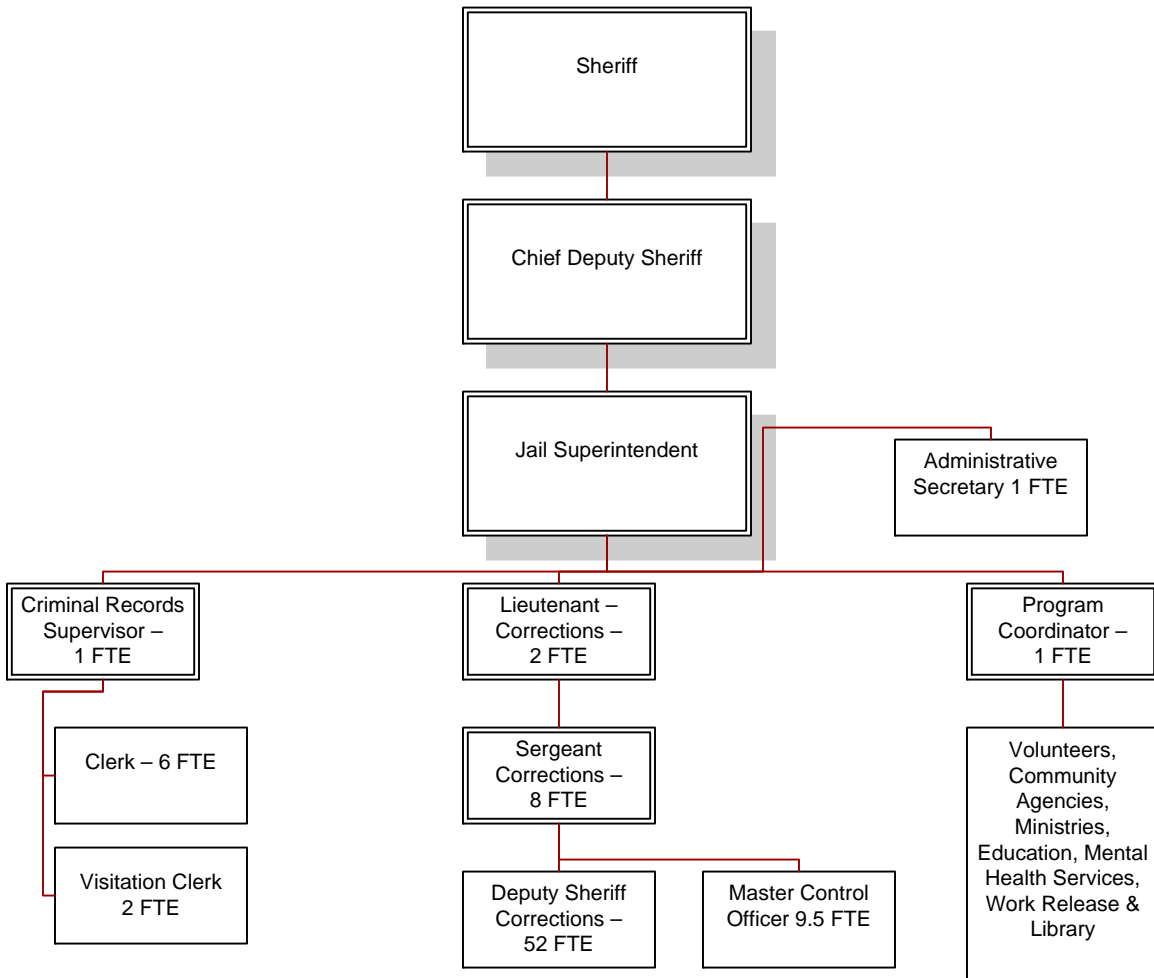 Sheriff
Chief Deputy Sheriff
Jail Superintendent
Administrative
Secretary 1 FTE
Criminal Records
Supervisor –
1 FTE
Lieutenant –
Corrections –
2 FTE
Program
Coordinator –
1 FTE
Clerk – 6 FTE
Visitation Clerk
2 FTE
Sergeant
Corrections –
8 FTE
Deputy Sheriff
Corrections –
52 FTE
Master Control
Officer 9.5 FTE
Volunteers,
Community
Agencies,
Ministries,
Education, Mental
Health Services,
Work Release &
Library